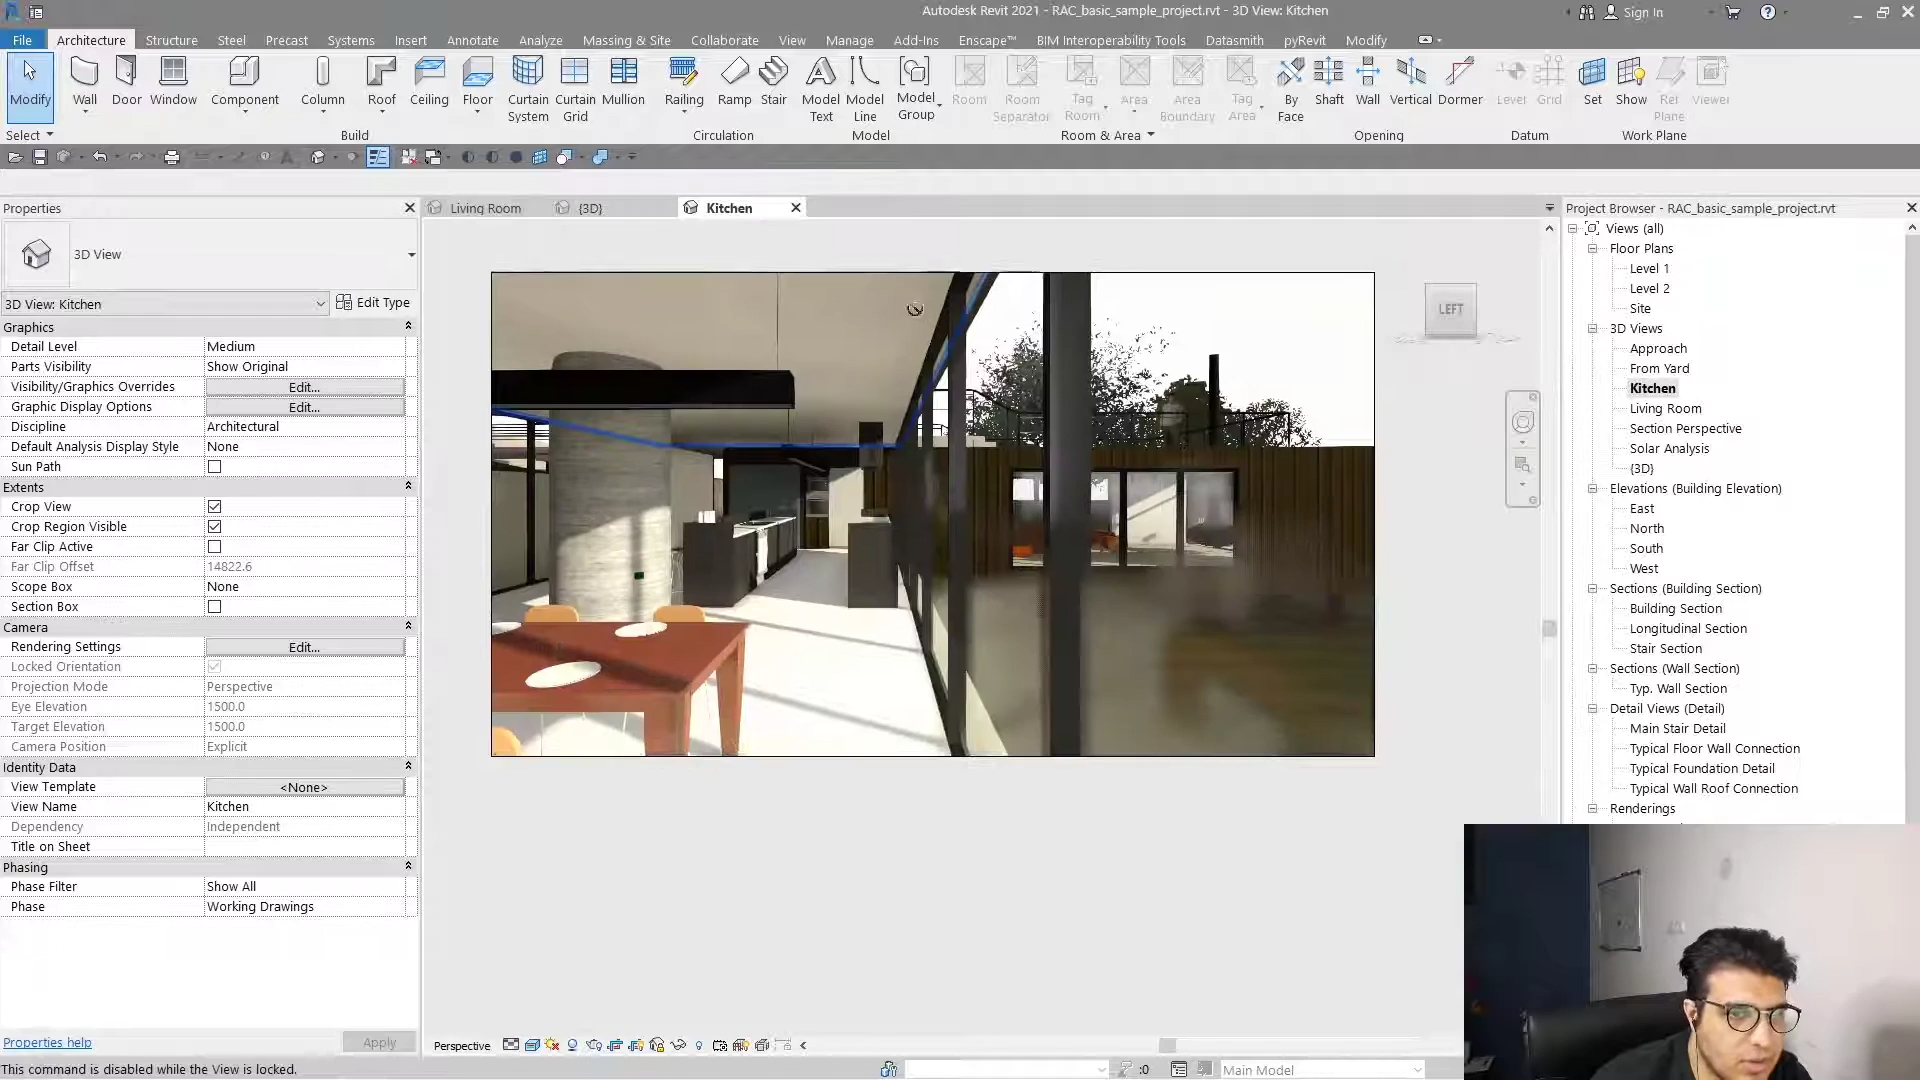 Autodesk Revit 2021 - RAC_basic_sample_project.rvt - 3D View: Kitchen
Sign In
File Architecture Structure Steel Precast Systems Insert Annotate Analyze Massing & Site Collaborate View Manage Add-Ins Enscape™ BIM Interoperability Tools Datasmith pyRevit Modify
Modify Wall Door Window Component Column Roof Ceiling Floor Curtain System Curtain Grid Mullion Railing Ramp Stair Model Text Model Line Model Group Room Room Separator Tag Room Area Area Boundary Tag Area By Face Shaft Wall Vertical Dormer Level Grid Set Show Ref Plane Viewer
Select Build Circulation Model Room & Area Opening Datum Work Plane
Properties
3D View
3D View: Kitchen Edit Type
Graphics
Detail Level Medium
Parts Visibility Show Original
Visibility/Graphics Overrides Edit...
Graphic Display Options Edit...
Discipline Architectural
Default Analysis Display Style None
Sun Path
Extents
Crop View
Crop Region Visible
Far Clip Active
Far Clip Offset 14822.6
Scope Box None
Section Box
Camera
Rendering Settings Edit...
Locked Orientation
Projection Mode Perspective
Eye Elevation 1500.0
Target Elevation 1500.0
Camera Position Explicit
Identity Data
View Template <None>
View Name Kitchen
Dependency Independent
Title on Sheet
Phasing
Phase Filter Show All
Phase Working Drawings
Properties help Apply
Living Room {3D} Kitchen
LEFT
Perspective
Project Browser - RAC_basic_sample_project.rvt
Views (all)
Floor Plans
Level 1
Level 2
Site
3D Views
Approach
From Yard
Kitchen
Living Room
Section Perspective
Solar Analysis
{3D}
Elevations (Building Elevation)
East
North
South
West
Sections (Building Section)
Building Section
Longitudinal Section
Stair Section
Sections (Wall Section)
Typ. Wall Section
Detail Views (Detail)
Main Stair Detail
Typical Floor Wall Connection
Typical Foundation Detail
Typical Wall Roof Connection
Renderings
This command is disabled while the View is locked. :0 Main Model